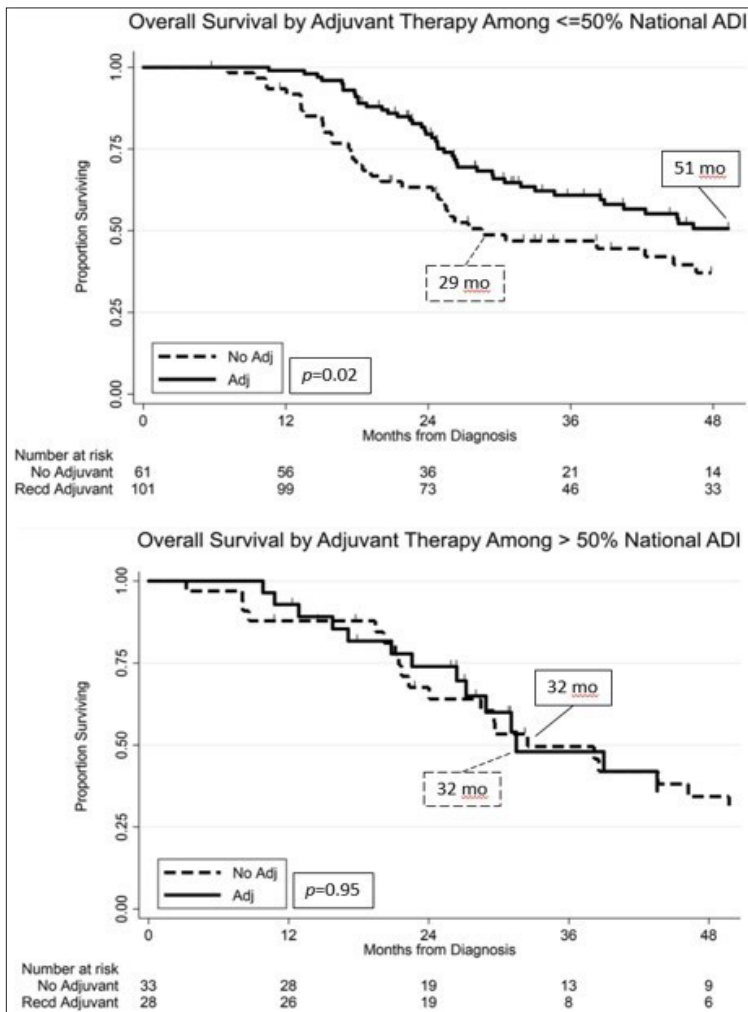 Overall Survival by Adjuvant Therapy Among <=50% National ADI
Proportion Surviving
1.00
0.75
0.50
0.25
0.00
51 mo
29 mo
No Adj
Adj
p=0.02
0 12 24 36 48
Months from Diagnosis
Number at risk
No Adjuvant 61 56 36 21 14
Recd Adjuvant 101 99 73 46 33
Overall Survival by Adjuvant Therapy Among > 50% National ADI
Proportion Surviving
1.00
0.75
0.50
0.25
0.00
32 mo
32 mo
No Adj
Adj
p=0.95
0 12 24 36 48
Months from Diagnosis
Number at risk
No Adjuvant 33 28 19 13 9
Recd Adjuvant 28 26 19 8 6